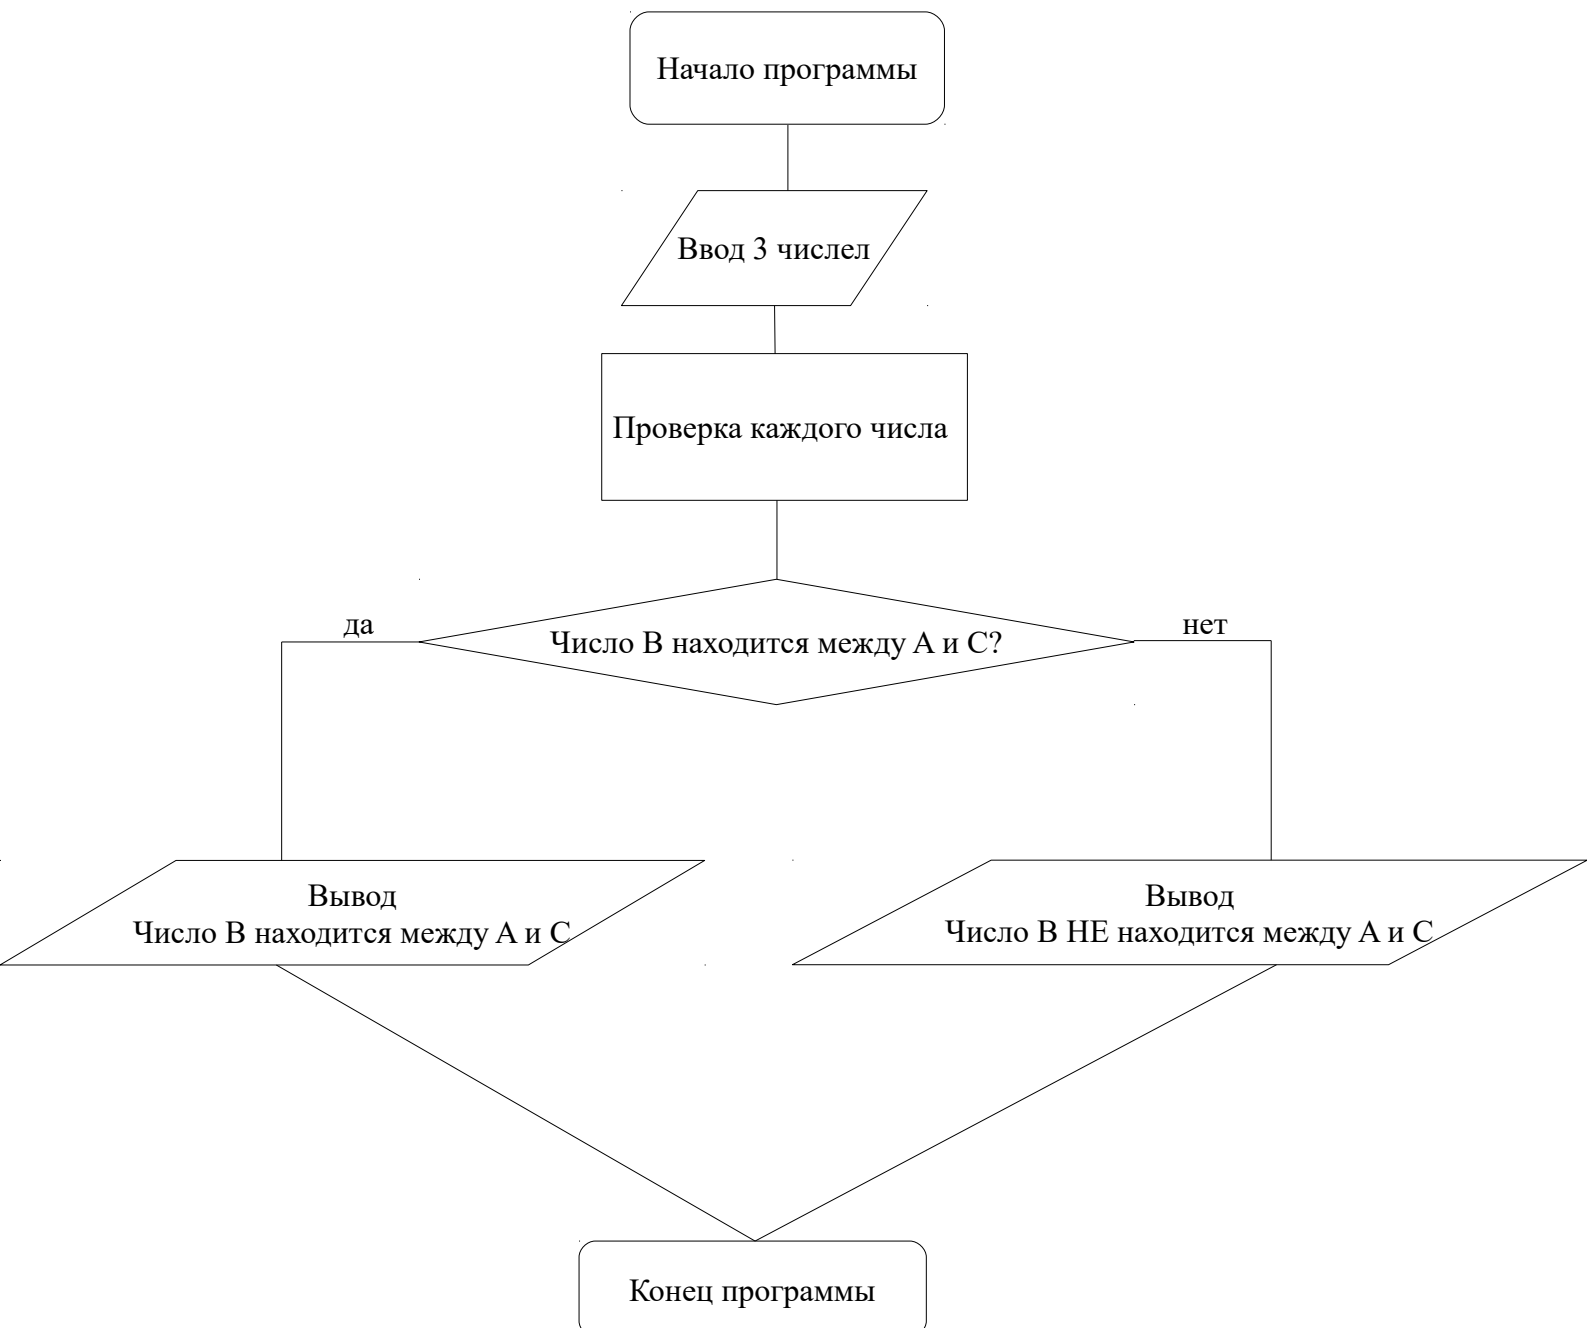 Начало программы
Ввод 3 числел
Проверка каждого числа
да
Число B находится между A и C?
нет
Вывод
Число B находится между A и C
Вывод
Число B НЕ находится между A и C
Конец программы